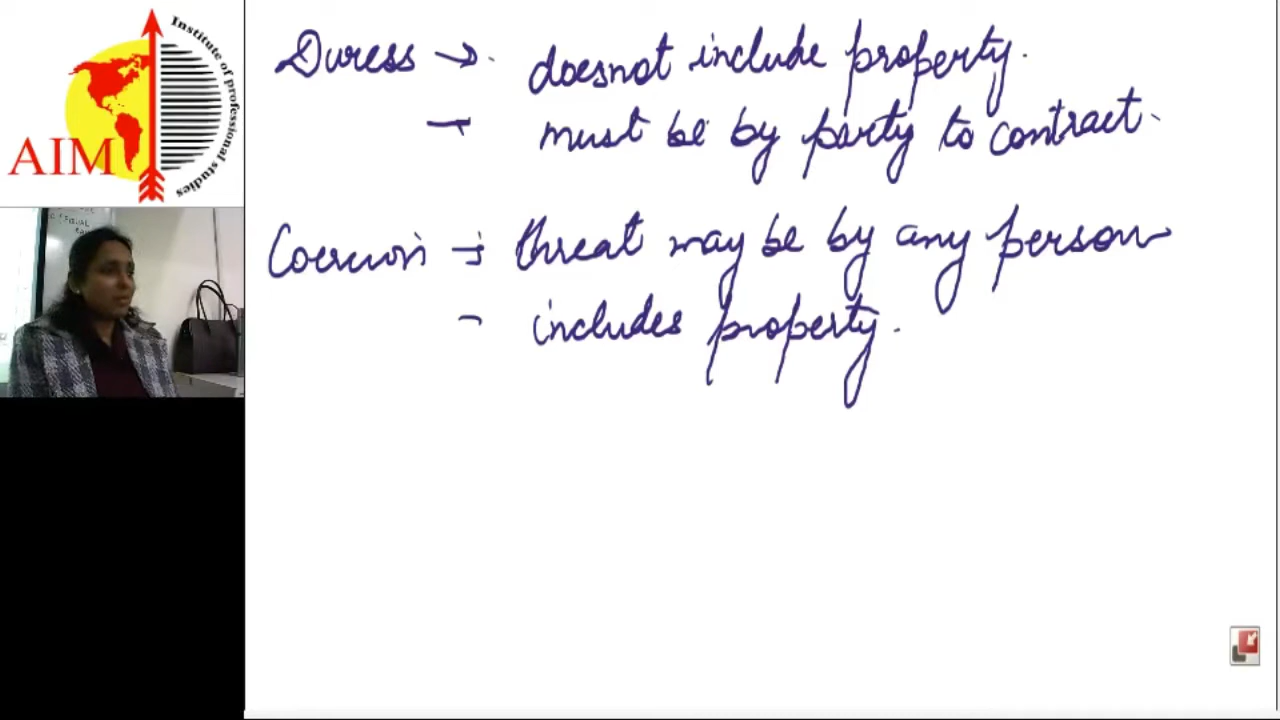 AIM
Institute of professional studies
Duress → doesnot include property.
– must be by party to contract.
Coercion → threat may be by any person
– includes property.